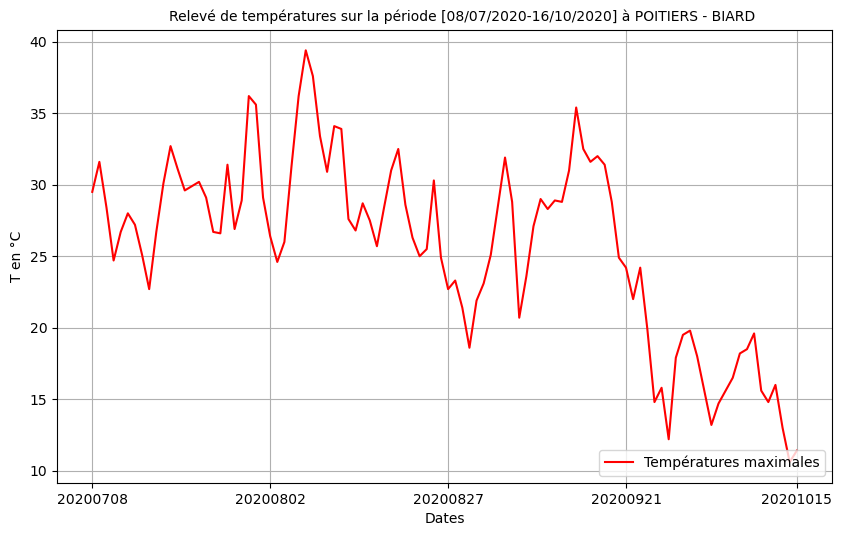 Relevé de températures sur la période [08/07/2020-16/10/2020] à POITIERS - BIARD
40
35
30
25
20
15
10
T en °C
Températures maximales
20200708 20200802 20200827 20200921 20201015
Dates